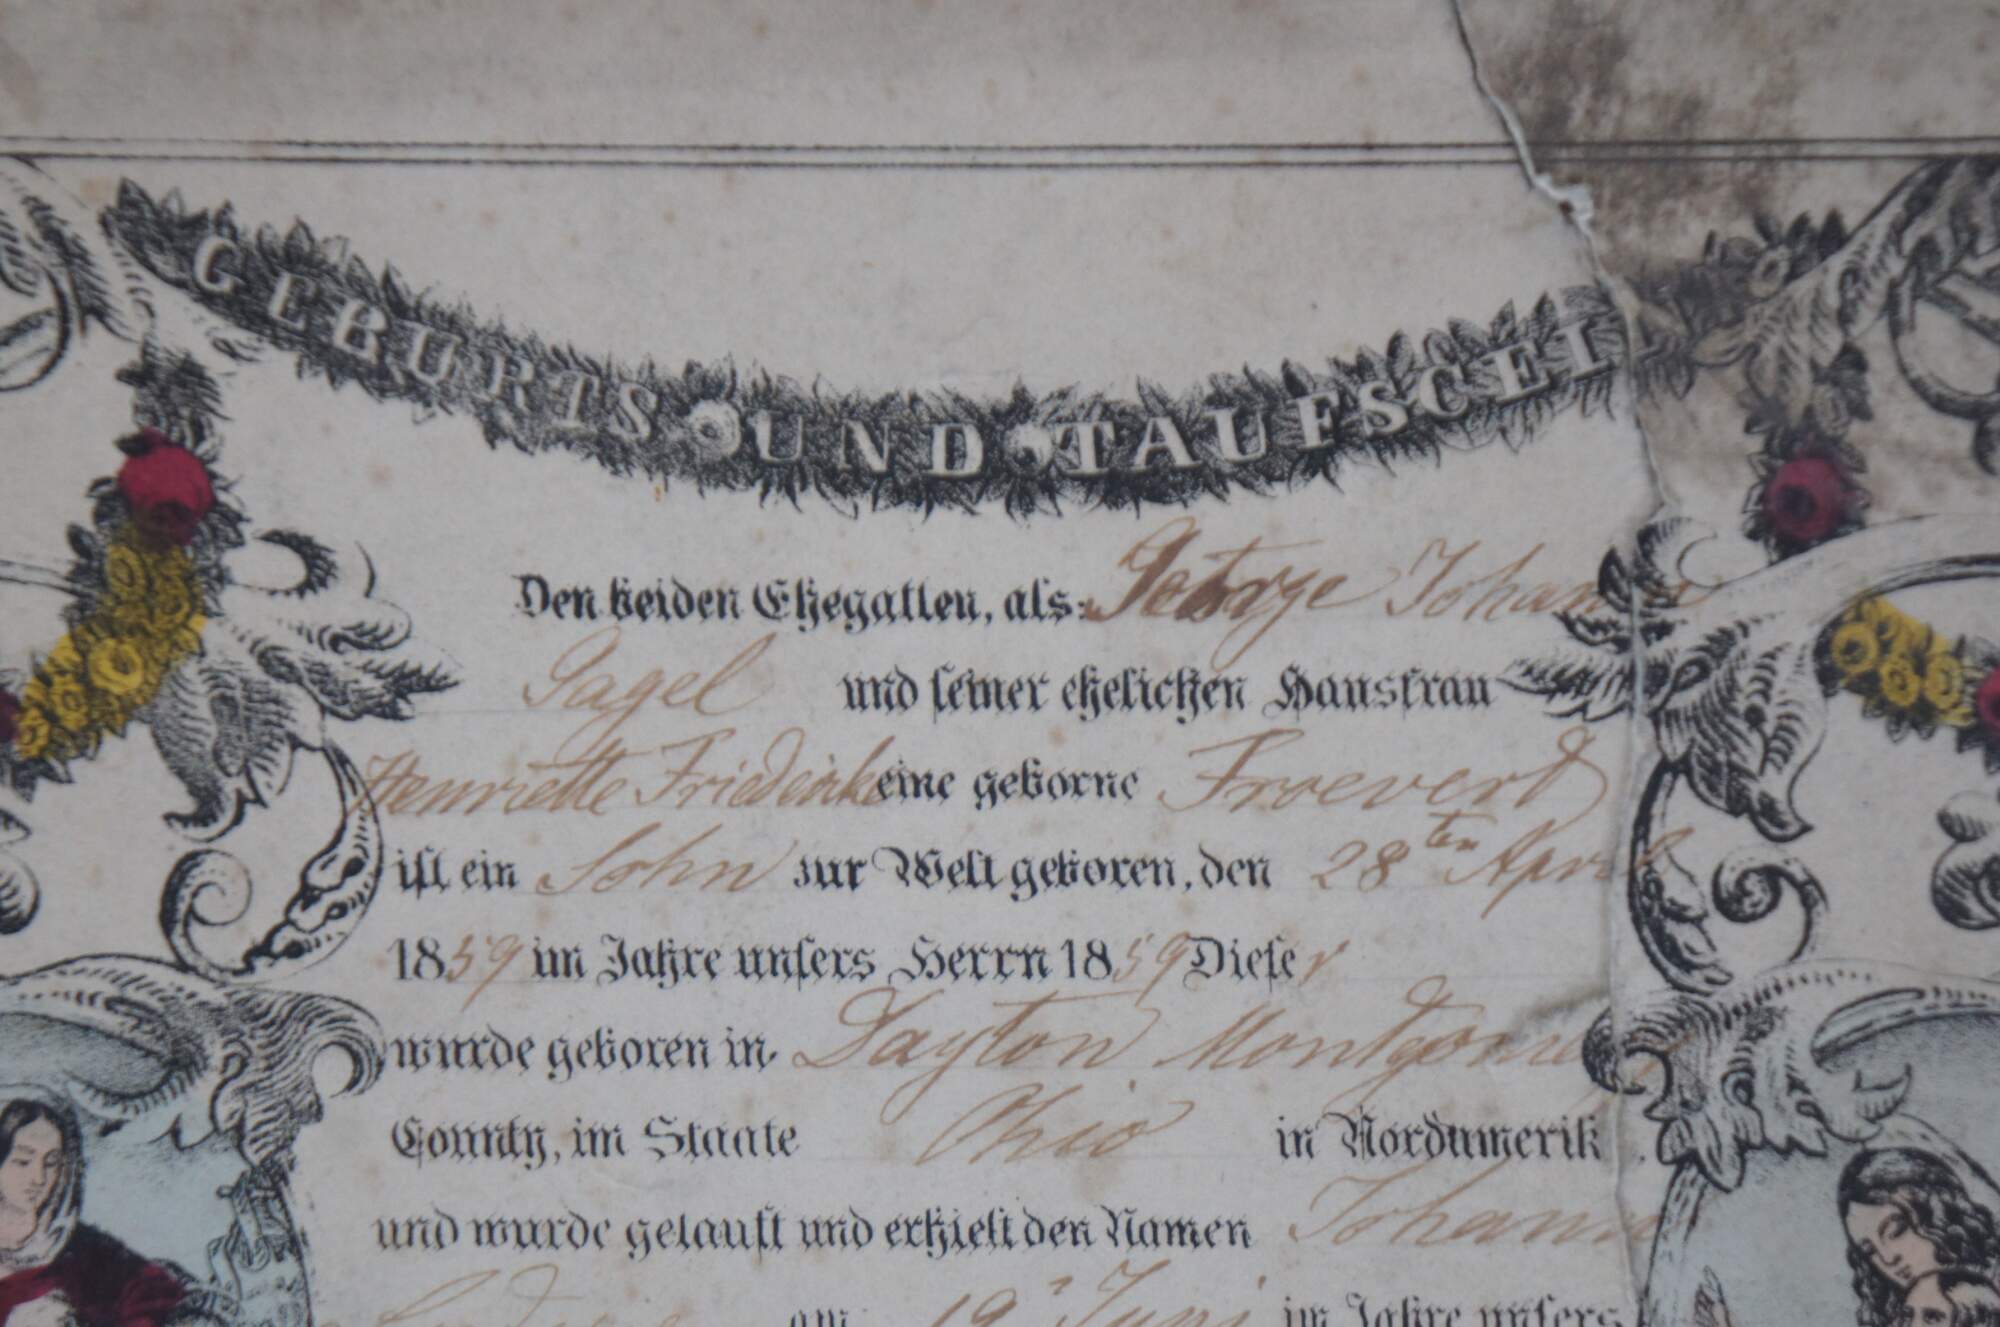 GEBURTS UND TAUFSCEI
Den beiden Ehegatten, als: George Johann
Gagel und seiner ehelichen Hausfrau
Henriette Friedericke eine geborne Froevert
ist ein Sohn zur Welt geboren, den 28ten April
1859 im Jahre unsers Herrn 1859 Dieser
wurde geboren in Dayton Montgomery
County, im Staate Ohio in Nordamerik
und wurde getauft und erhielt den Namen Johann
am 19 Juni im Jahre unsers